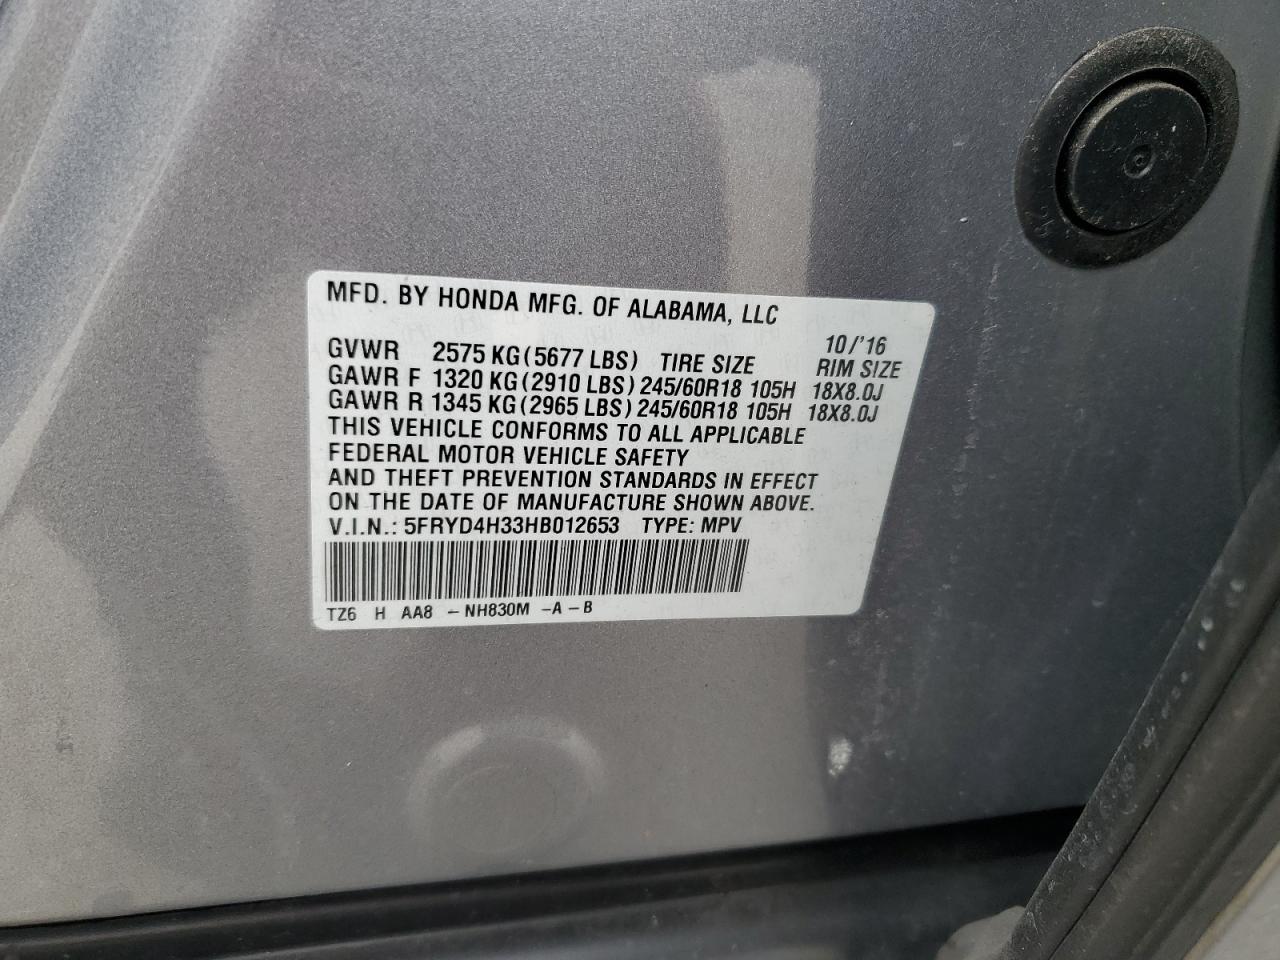 MFD. BY HONDA MFG. OF ALABAMA, LLC
10/'16
GVWR 2575 KG (5677 LBS) TIRE SIZE RIM SIZE
GAWR F 1320 KG (2910 LBS) 245/60R18 105H 18X8.0J
GAWR R 1345 KG (2965 LBS) 245/60R18 105H 18X8.0J
THIS VEHICLE CONFORMS TO ALL APPLICABLE
FEDERAL MOTOR VEHICLE SAFETY
AND THEFT PREVENTION STANDARDS IN EFFECT
ON THE DATE OF MANUFACTURE SHOWN ABOVE.
V.I.N.: 5FRYD4H33HB012653 TYPE: MPV
TZ6 H AA8 - NH830M - A - B